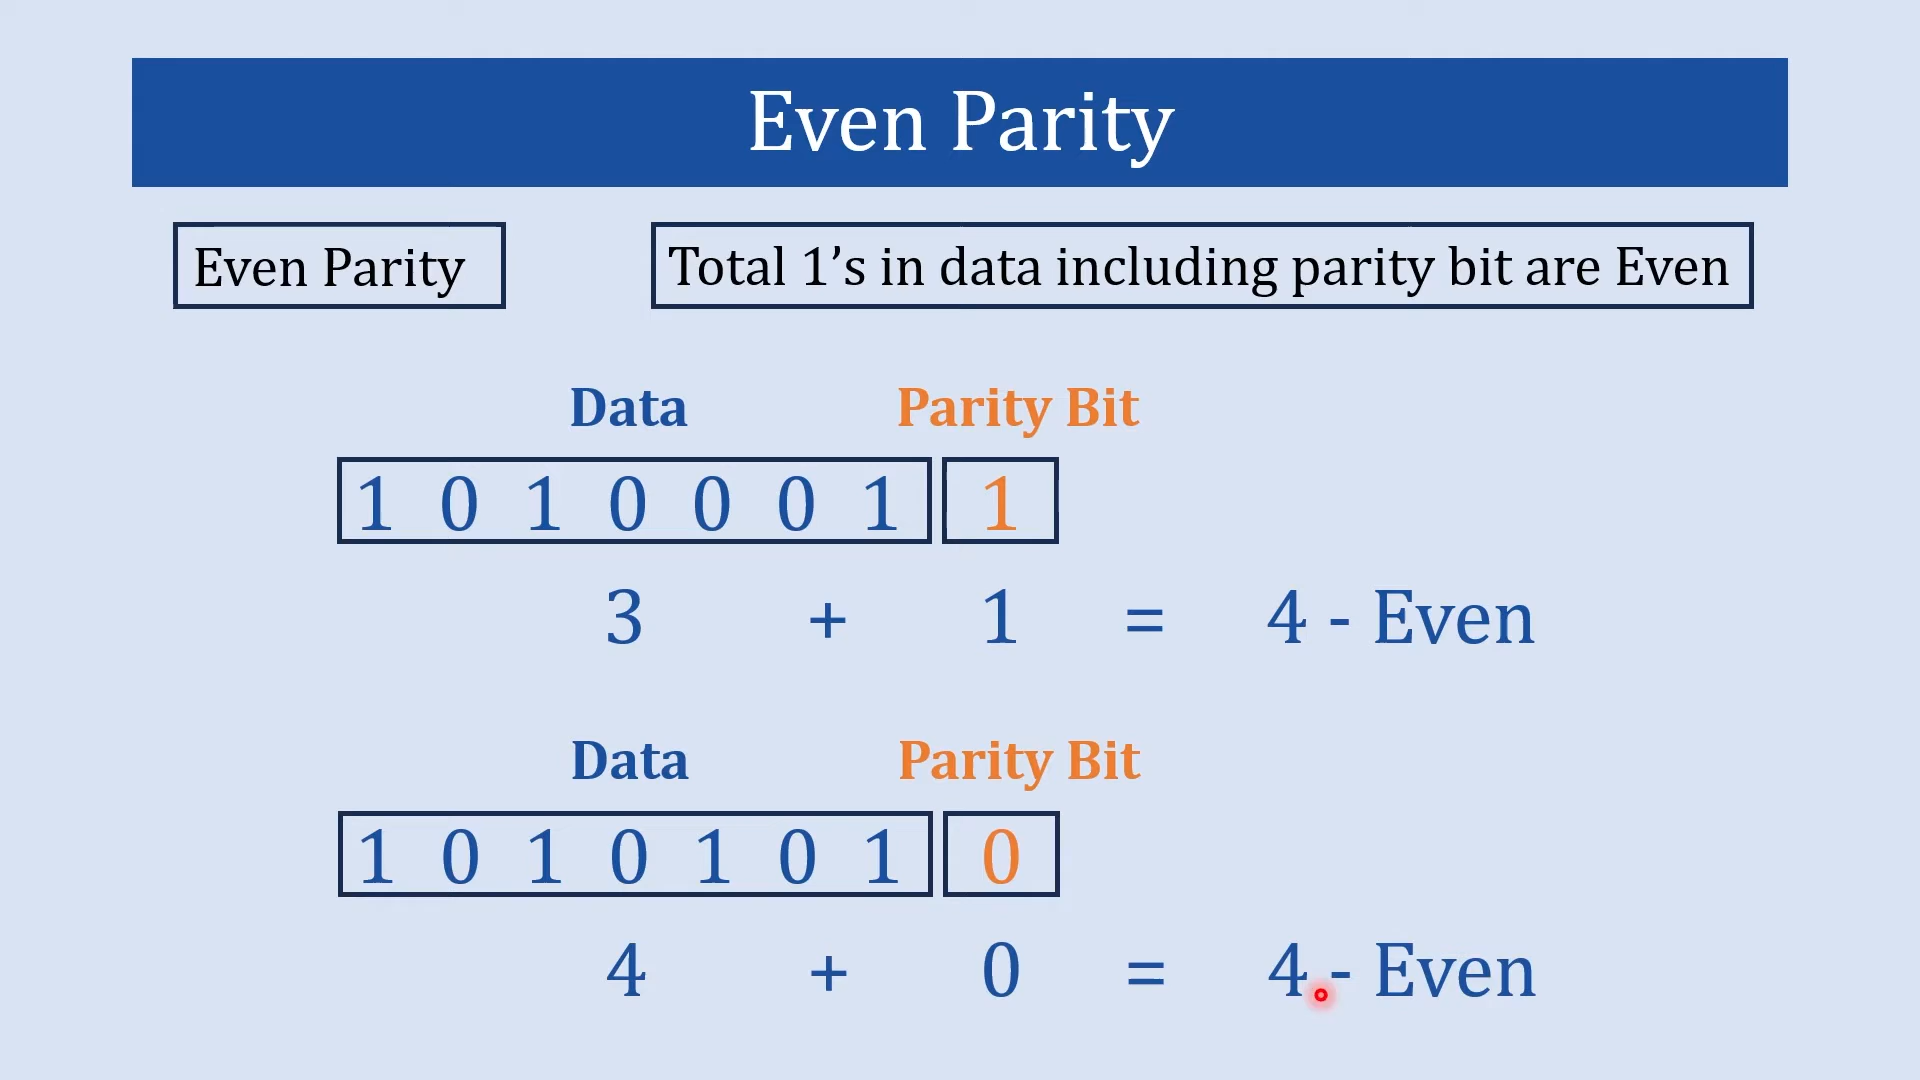 Even Parity
Even Parity
Total 1’s in data including parity bit are Even
Data Parity Bit
1 0 1 0 0 0 1 1
3 + 1 = 4 - Even
Data Parity Bit
1 0 1 0 1 0 1 0
4 + 0 = 4 - Even